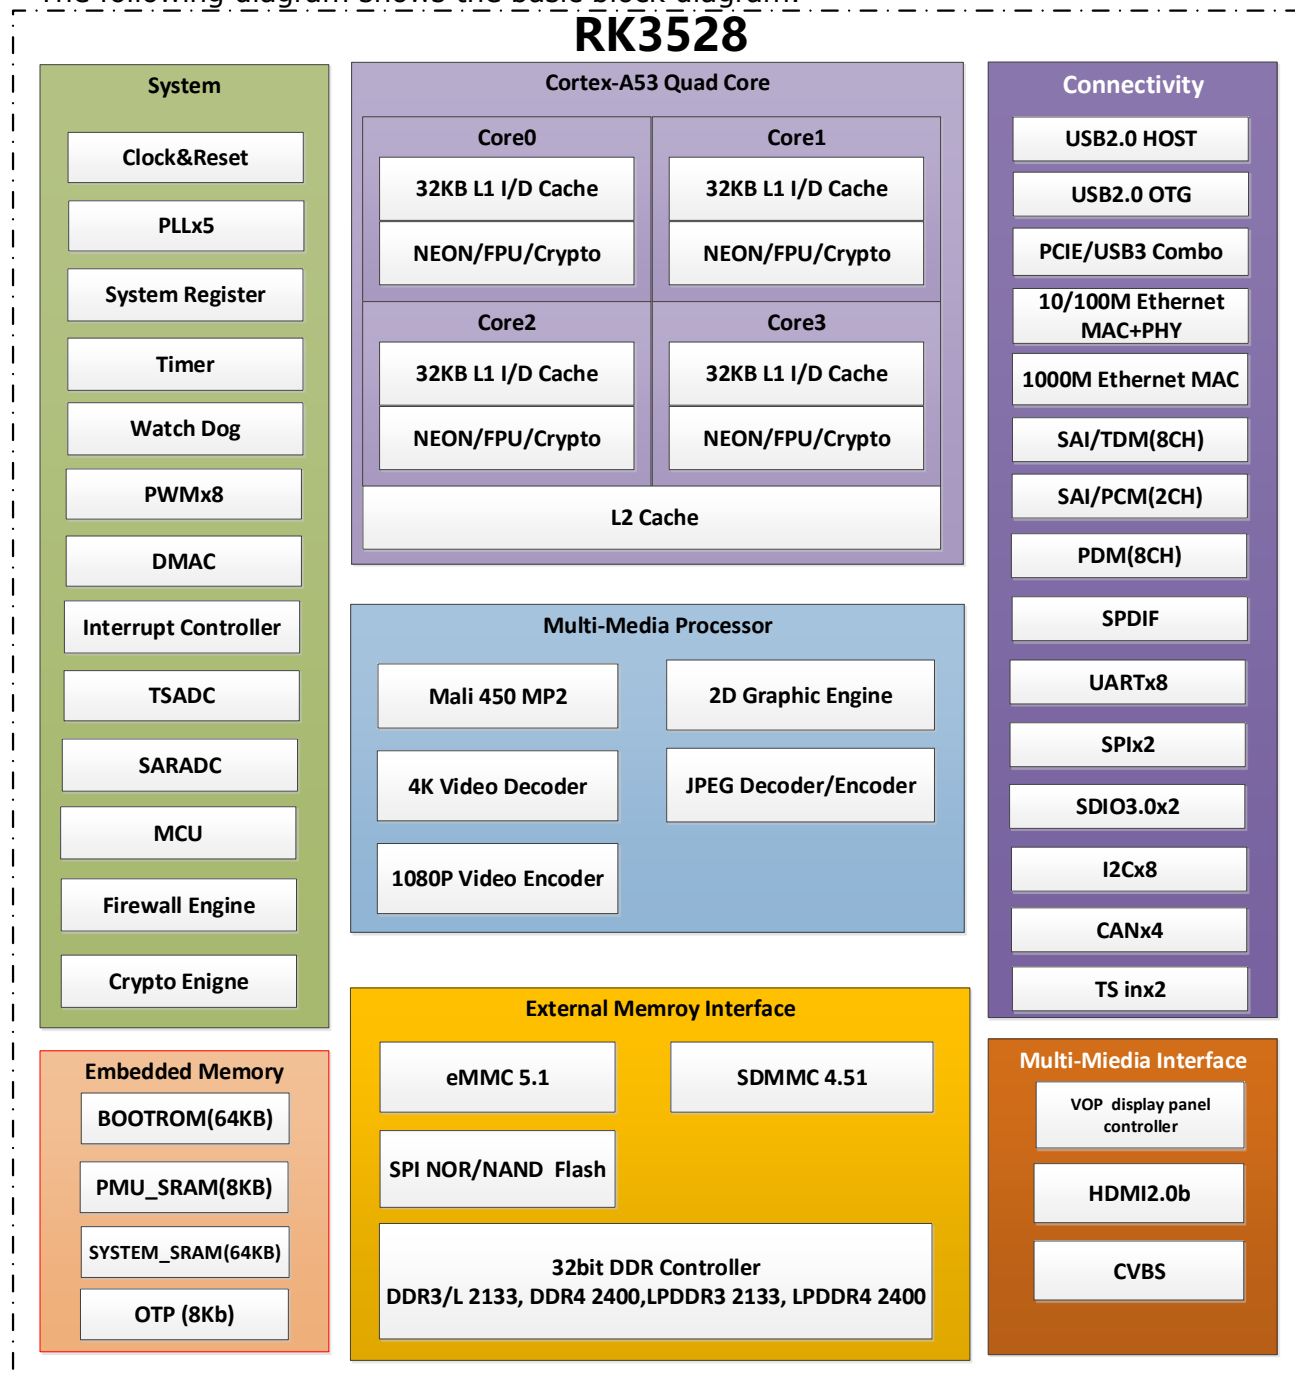 The following diagram shows the basic block diagram.
RK3528
System
Clock&Reset
PLLx5
System Register
Timer
Watch Dog
PWMx8
DMAC
Interrupt Controller
TSADC
SARADC
MCU
Firewall Engine
Crypto Enigne
Embedded Memory
BOOTROM(64KB)
PMU_SRAM(8KB)
SYSTEM_SRAM(64KB)
OTP (8Kb)
Cortex-A53 Quad Core
Core0
32KB L1 I/D Cache
NEON/FPU/Crypto
Core1
32KB L1 I/D Cache
NEON/FPU/Crypto
Core2
32KB L1 I/D Cache
NEON/FPU/Crypto
Core3
32KB L1 I/D Cache
NEON/FPU/Crypto
L2 Cache
Multi-Media Processor
Mali 450 MP2
2D Graphic Engine
4K Video Decoder
JPEG Decoder/Encoder
1080P Video Encoder
External Memroy Interface
eMMC 5.1
SDMMC 4.51
SPI NOR/NAND  Flash
32bit DDR Controller
DDR3/L 2133, DDR4 2400,LPDDR3 2133, LPDDR4 2400
Connectivity
USB2.0 HOST
USB2.0 OTG
PCIE/USB3 Combo
10/100M Ethernet
MAC+PHY
1000M Ethernet MAC
SAI/TDM(8CH)
SAI/PCM(2CH)
PDM(8CH)
SPDIF
UARTx8
SPIx2
SDIO3.0x2
I2Cx8
CANx4
TS inx2
Multi-Miedia Interface
VOP  display panel
controller
HDMI2.0b
CVBS